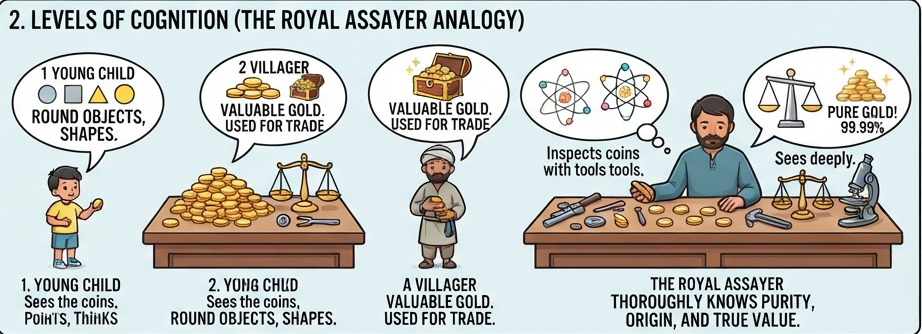 2. LEVELS OF COGNITION (THE ROYAL ASSAYER ANALOGY)
1 YOUNG CHILD
ROUND OBJECTS,
SHAPES.
2 VILLAGER
VALUABLE GOLD.
USED FOR TRADE
VALUABLE GOLD.
USED FOR TRADE
Inspects coins
with tools tools.
PURE GOLD!
99.99%
Sees deeply.
1. YOUNG CHILD
Sees the coins,
Points, Thinks
2. YOUNG CHILD
Sees the coins,
ROUND OBJECTS, SHAPES.
A VILLAGER
VALUABLE GOLD.
USED FOR TRADE.
THE ROYAL ASSAYER
THOROUGHLY KNOWS PURITY,
ORIGIN, AND TRUE VALUE.